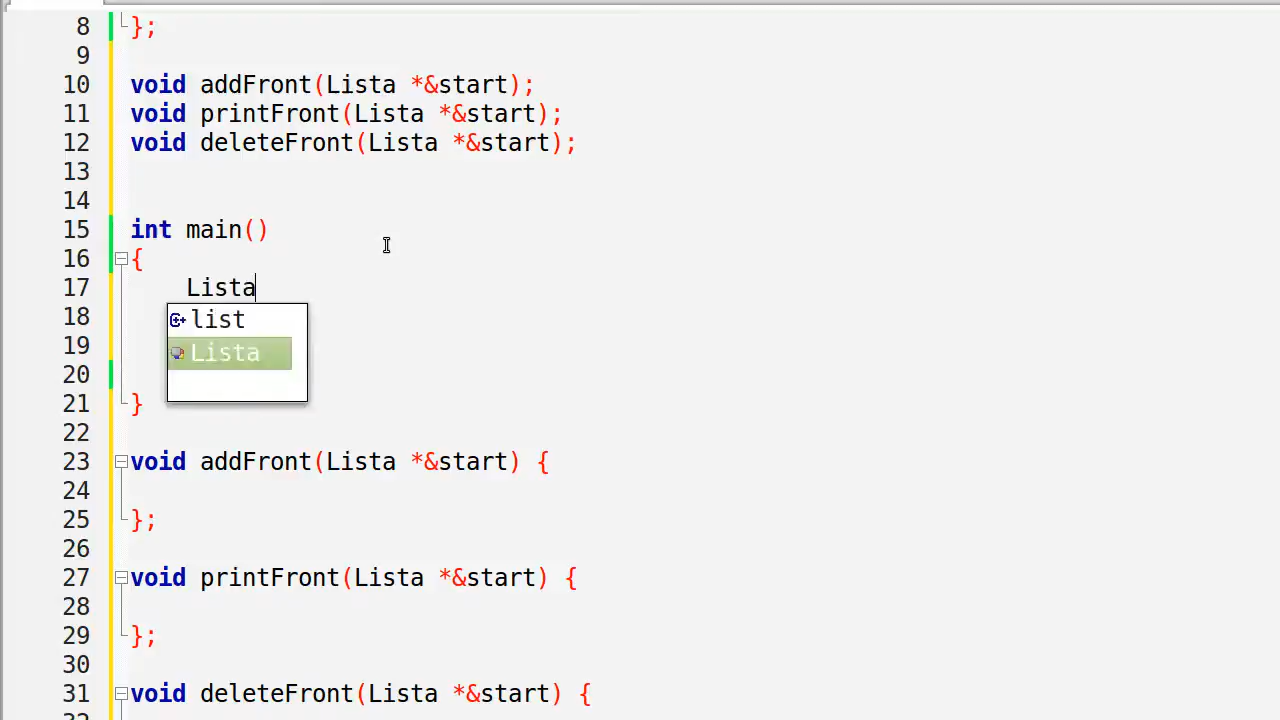 8 };
9
10 void addFront(Lista *&start);
11 void printFront(Lista *&start);
12 void deleteFront(Lista *&start);
13
14
15 int main()
16 {
17 Lista
18 list
19 Lista
20
21 }
22
23 void addFront(Lista *&start) {
24
25 };
26
27 void printFront(Lista *&start) {
28
29 };
30
31 void deleteFront(Lista *&start) {
32